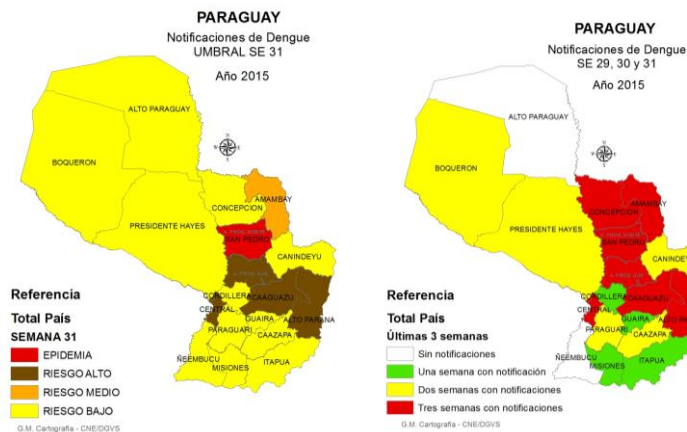 PARAGUAY
Notificaciones de Dengue
UMBRAL SE 31
Año 2015
ALTO PARAGUAY
BOQUERON
PRESIDENTE HAYES
CONCEPCION
AMAMBAY
SAN PEDRO
CANINDEYU
CORDILLERA
CAAGUAZU
CENTRAL
ALTO PARANA
GUAIRA
PARAGUARI
CAAZAPA
ÑEEMBUCU
MISIONES
ITAPUA
Referencia
Total País
SEMANA 31
EPIDEMIA
RIESGO ALTO
RIESGO MEDIO
RIESGO BAJO
G.M. Cartografía - CNE/DGVS
PARAGUAY
Notificaciones de Dengue
SE 29, 30 y 31
Año 2015
ALTO PARAGUAY
BOQUERON
PRESIDENTE HAYES
CONCEPCION
AMAMBAY
SAN PEDRO
CANINDEY
CORDILLERA
CAAGUAZU
CENTRAL
ALTO PA
GUAIRA
PARAGUARI
CAAZAPA
ÑEEMBUCU
MISIONES
ITAPUA
Referencia
Total País
Últimas 3 semanas
Sin notificaciones
Una semana con notificación
Dos semanas con notificaciones
Tres semanas con notificaciones
G.M. Cartografía - CNE/DGVS